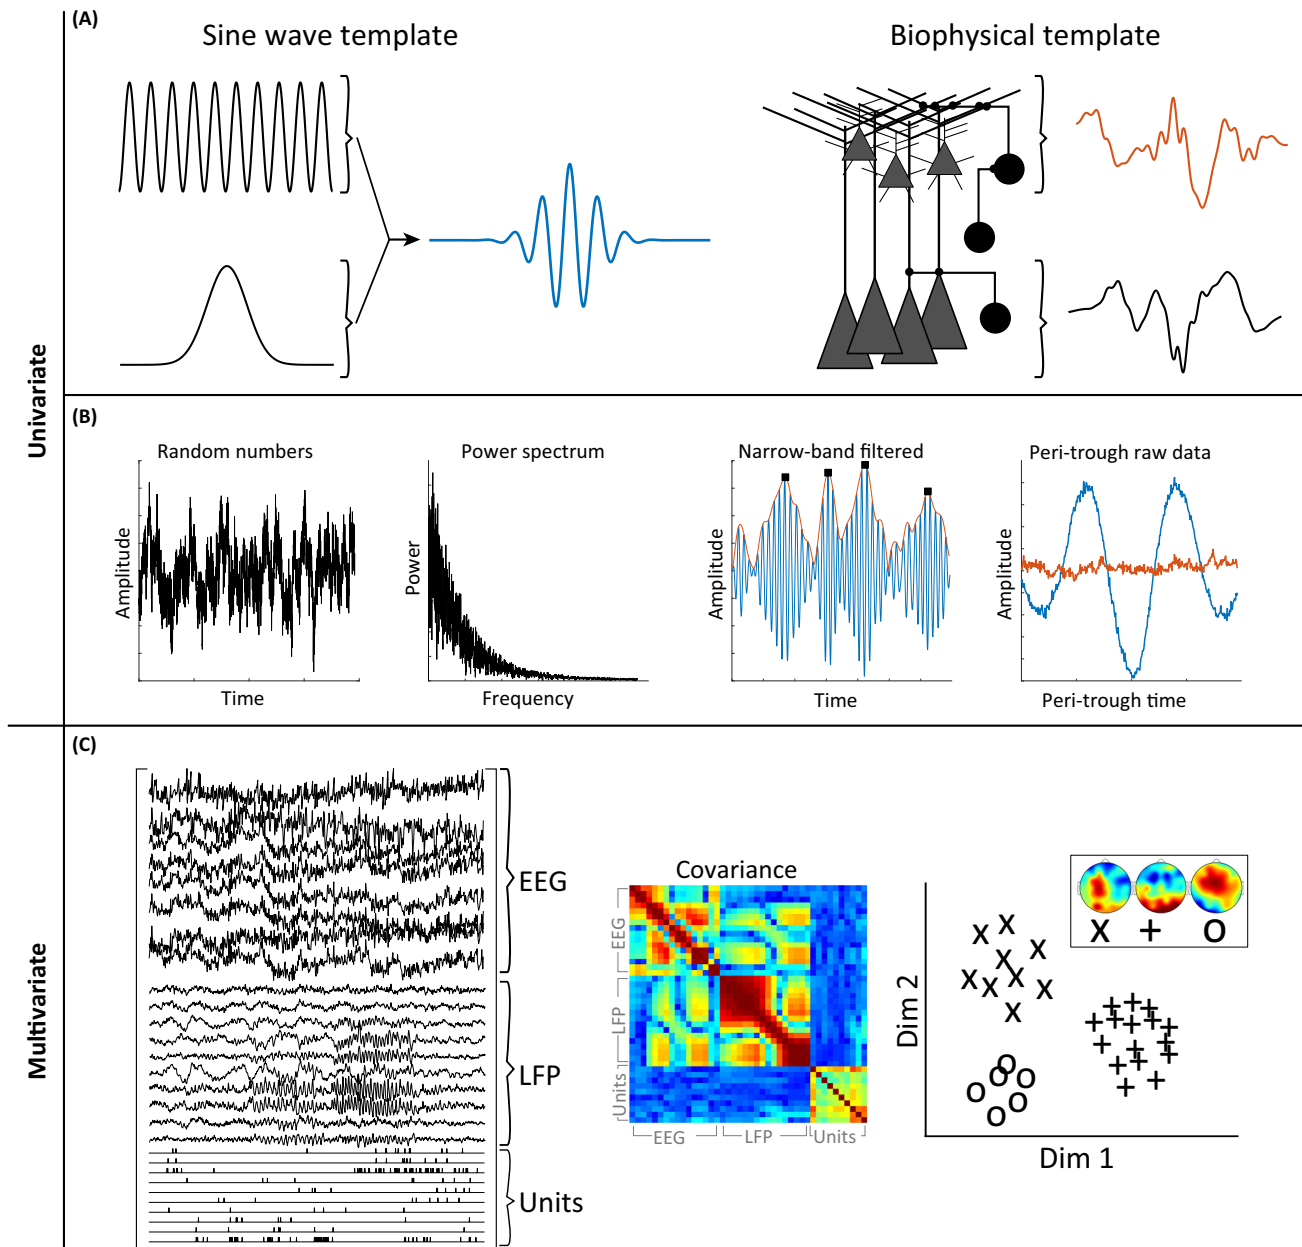 (A)
Sine wave template
Biophysical template
Univariate
(B)
Random numbers
Amplitude
Time
Power spectrum
Power
Frequency
Narrow-band filtered
Amplitude
Time
Peri-trough raw data
Amplitude
Peri-trough time
Multivariate
(C)
EEG
LFP
Units
Covariance
EEG
LFP
Units
EEG
LFP
Units
Dim 2
Dim 1
x + o
x x
x x x
x x x x
x
+ + + + + + + + + + + + + + + + +
o o o o o o o